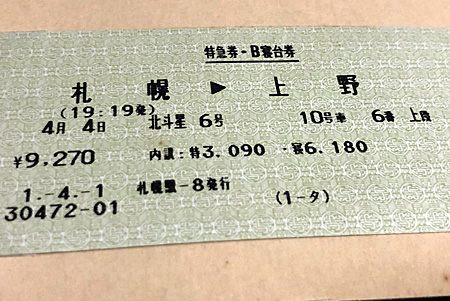 特急券・B寝台券
札幌 ▶ 上野
(19:19発)
4月 4日 北斗星 6号 10号車 6番 上段
¥9,270 内訳:特3,090・寝6,180
1.-4.-1 札幌駅-8発行
30472-01 (1-タ)